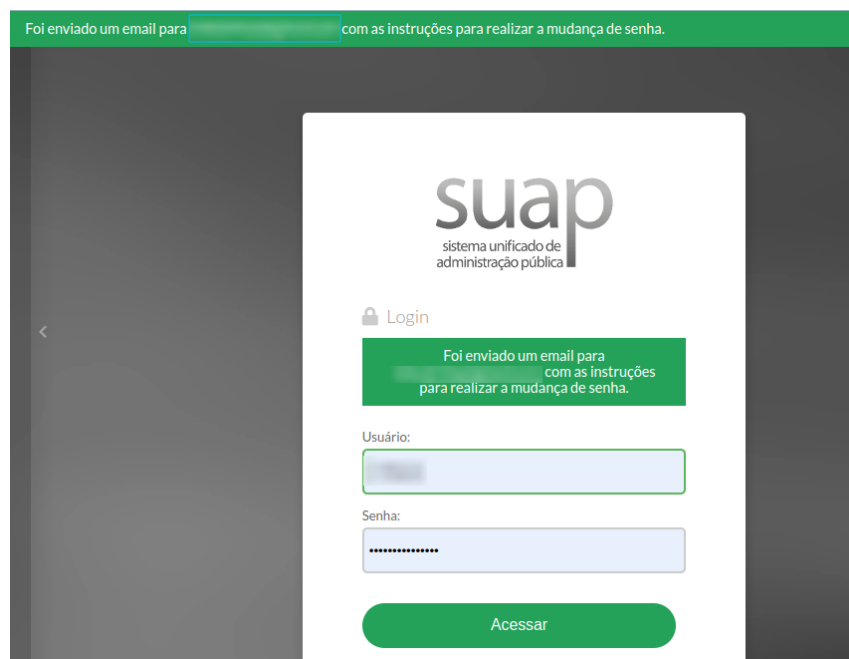 Foi enviado um email para com as instruções para realizar a mudança de senha.
suap
sistema unificado de
administração pública
Login
Foi enviado um email para
com as instruções
para realizar a mudança de senha.
Usuário:
Senha:
Acessar